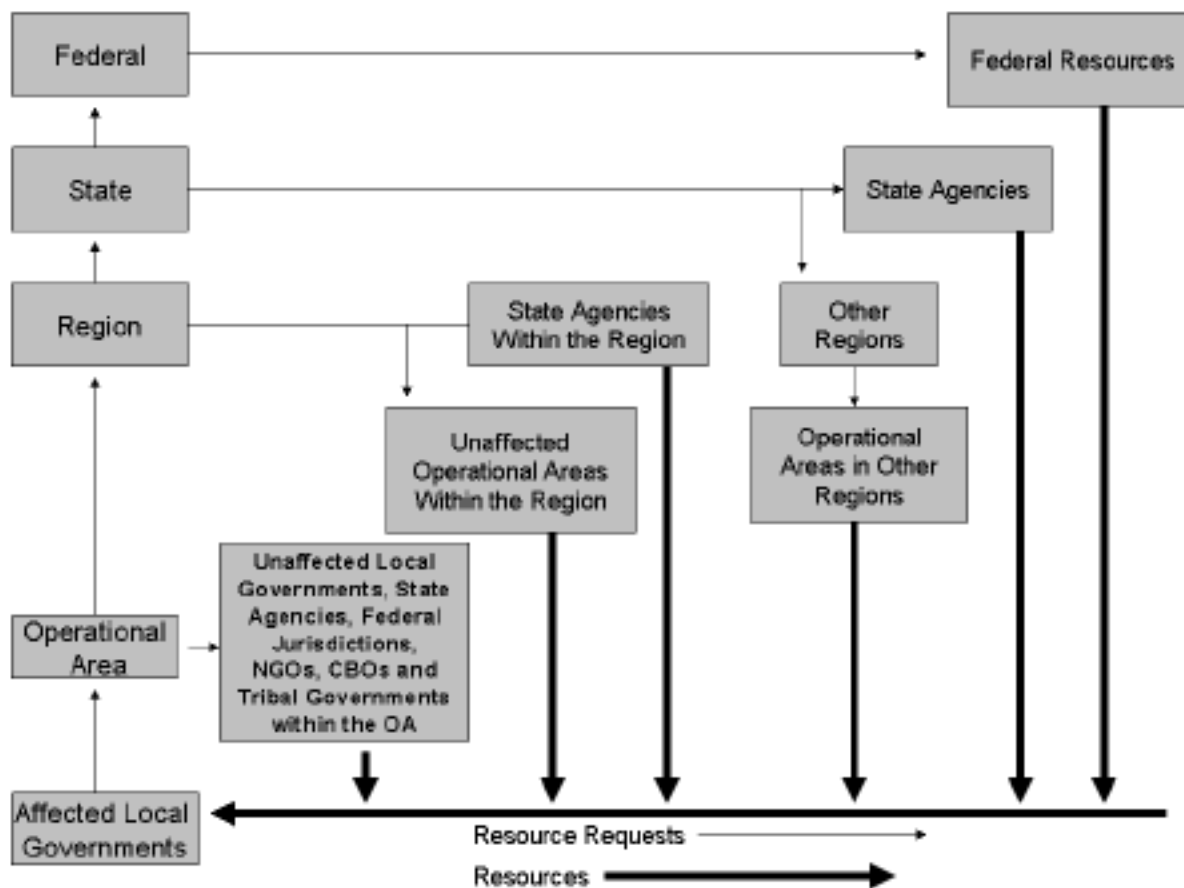 Federal
Federal Resources
State
State Agencies
Region
State Agencies
Within the Region
Other
Regions
Unaffected
Operational Areas
Within the Region
Operational
Areas in Other
Regions
Operational
Area
Unaffected Local
Governments, State
Agencies, Federal
Jurisdictions,
NGOs, CBOs and
Tribal Governments
within the OA
Affected Local
Governments
Resource Requests
Resources